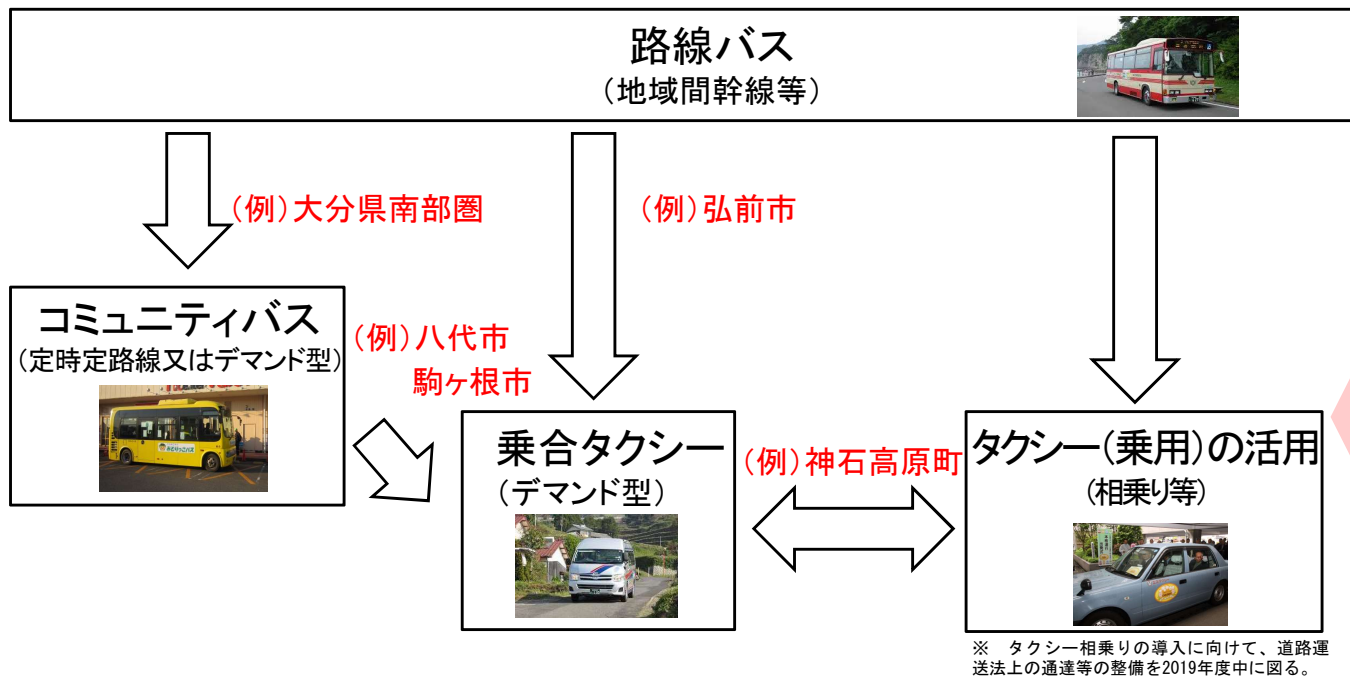 路線バス
（地域間幹線等）
（例）大分県南部圏
（例）弘前市
コミュニティバス
（定時定路線又はデマンド型）
（例）八代市
駒ヶ根市
乗合タクシー
（デマンド型）
（例）神石高原町
タクシー（乗用）の活用
（相乗り等）
※　タクシー相乗りの導入に向けて、道路運
送法上の通達等の整備を2019年度中に図る。